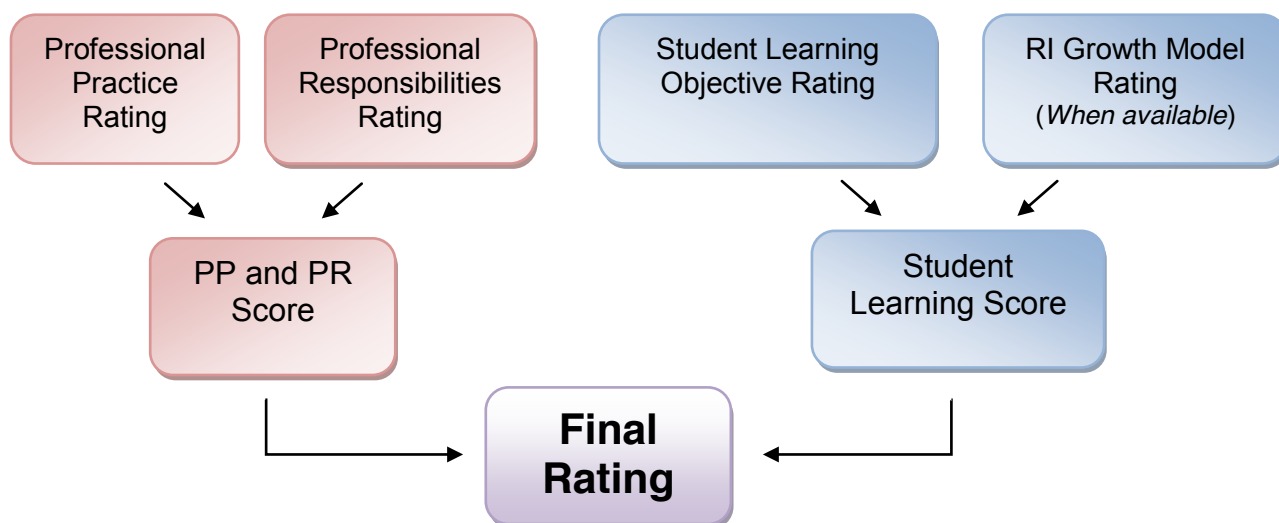 Professional
Practice
Rating
Professional
Responsibilities
Rating
Student Learning
Objective Rating
RI Growth Model
Rating
(When available)
PP and PR
Score
Student
Learning Score
Final
Rating